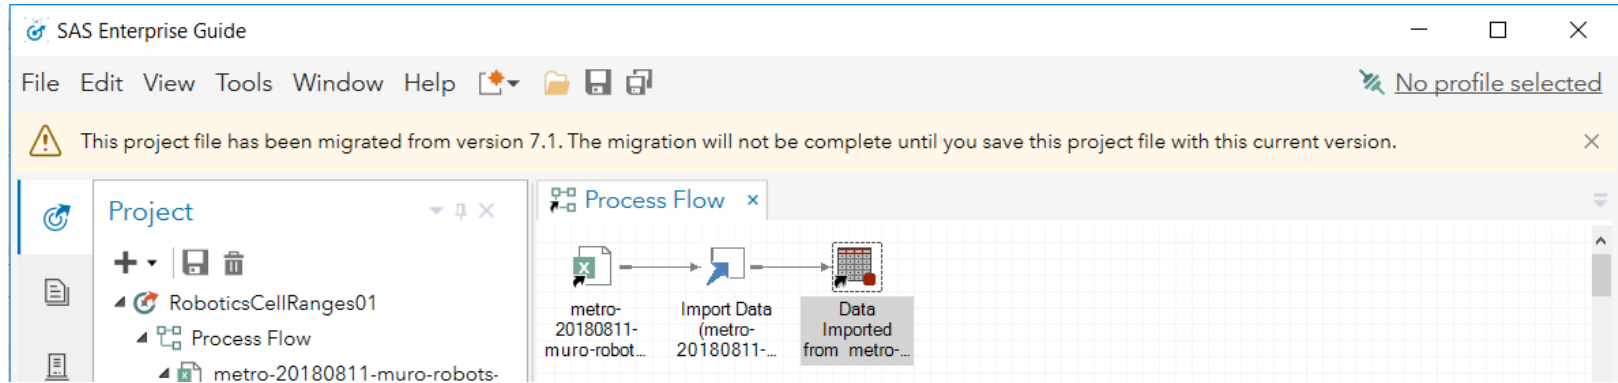 SAS Enterprise Guide
File Edit View Tools Window Help No profile selected
This project file has been migrated from version 7.1. The migration will not be complete until you save this project file with this current version.
Project
Process Flow
RoboticsCellRanges01
Process Flow
metro-20180811-muro-robots-
metro-
20180811-
muro-robot...
Import Data
(metro-
20180811-...
Data
Imported
from metro-...